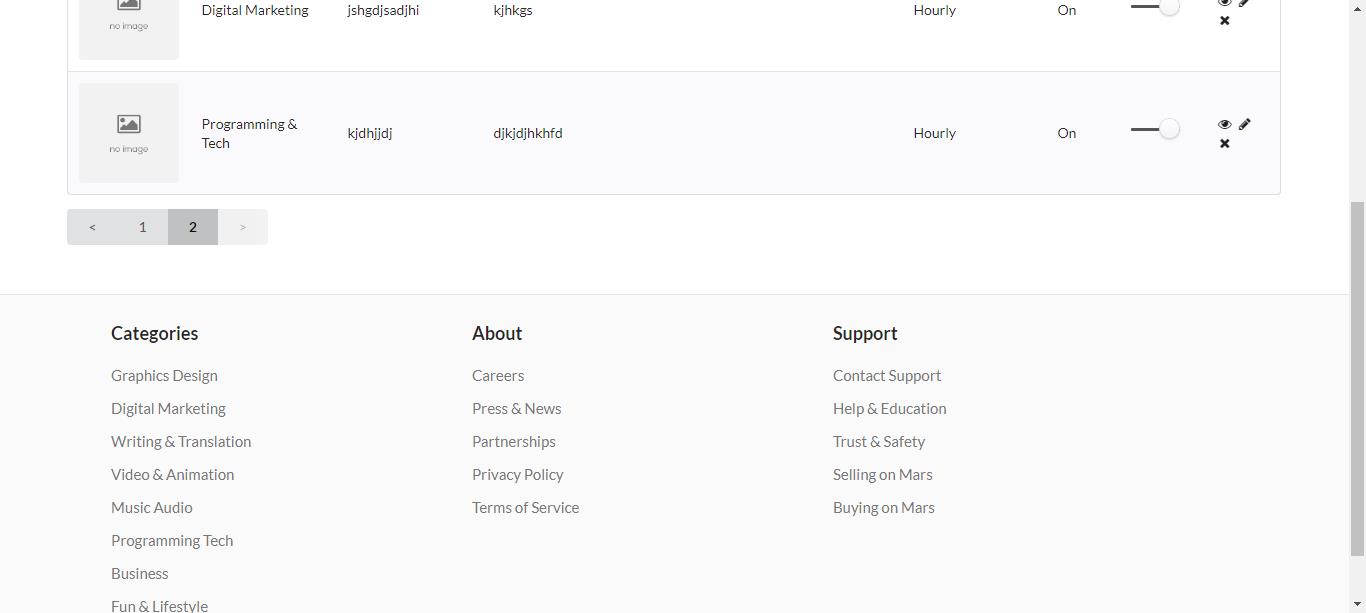 Digital Marketing jshgdjsadjhi kjhkgs Hourly On
no image
Programming &
Tech
kjdhjjdj djkjdjhkhfd Hourly On
no image
< 1 2 >
Categories About Support
Graphics Design Careers Contact Support
Digital Marketing Press & News Help & Education
Writing & Translation Partnerships Trust & Safety
Video & Animation Privacy Policy Selling on Mars
Music Audio Terms of Service Buying on Mars
Programming Tech
Business
Fun & Lifestyle